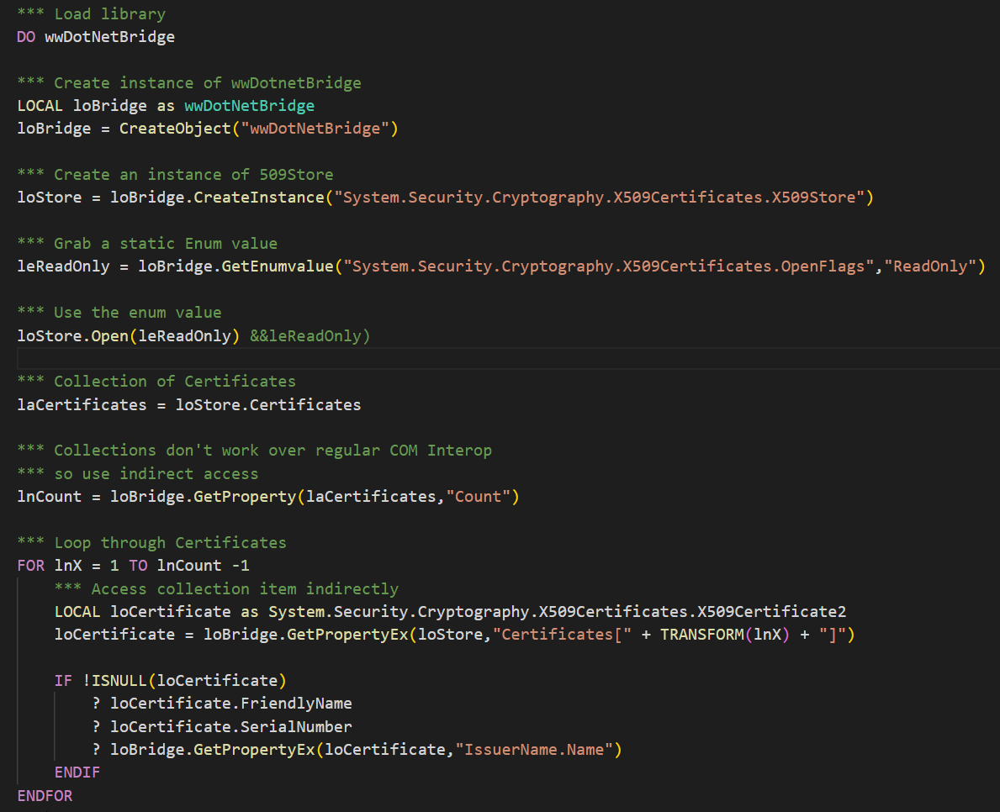 *** Load library
DO wwDotNetBridge
*** Create instance of wwDotnetBridge
LOCAL loBridge as wwDotNetBridge
loBridge = CreateObject("wwDotNetBridge")
*** Create an instance of 509Store
loStore = loBridge.CreateInstance("System.Security.Cryptography.X509Certificates.X509Store")
*** Grab a static Enum value
leReadOnly = loBridge.GetEnumvalue("System.Security.Cryptography.X509Certificates.OpenFlags","ReadOnly")
*** Use the enum value
loStore.Open(leReadOnly) &&leReadOnly)
*** Collection of Certificates
laCertificates = loStore.Certificates
*** Collections don't work over regular COM Interop
*** so use indirect access
lnCount = loBridge.GetProperty(laCertificates,"Count")
*** Loop through Certificates
FOR lnX = 1 TO lnCount -1
    *** Access collection item indirectly
    LOCAL loCertificate as System.Security.Cryptography.X509Certificates.X509Certificate2
    loCertificate = loBridge.GetPropertyEx(loStore,"Certificates[" + TRANSFORM(lnX) + "]")
    IF !ISNULL(loCertificate)
        ? loCertificate.FriendlyName
        ? loCertificate.SerialNumber
        ? loBridge.GetPropertyEx(loCertificate,"IssuerName.Name")
    ENDIF
ENDFOR